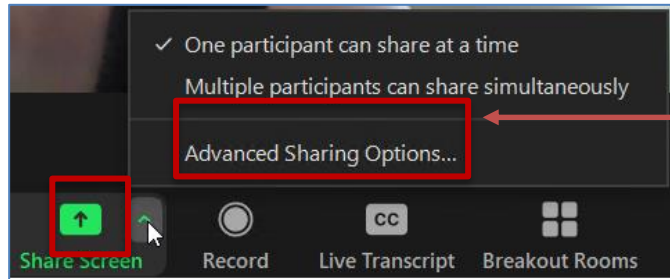 One participant can share at a time
Multiple participants can share simultaneously
Advanced Sharing Options...
CC
Share Screen
Record
Live Transcript
Breakout Rooms